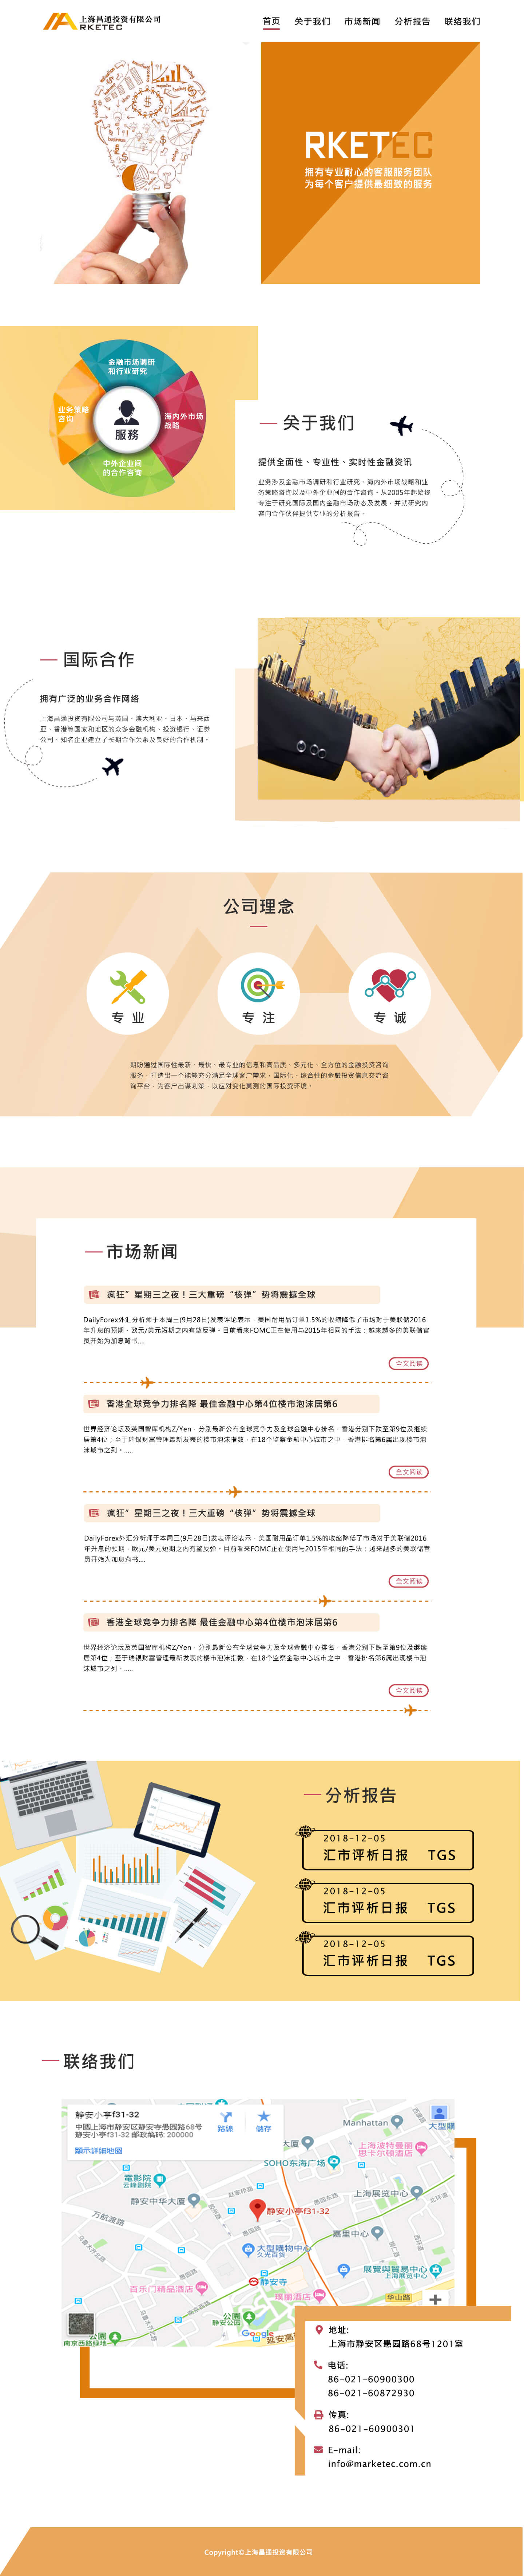 上海昌通投资有限公司
RKETEC
首页 关于我们 市场新闻 分析报告 联络我们
RKETEC
拥有专业耐心的客服服务团队
为每个客户提供最细致的服务
金融市场调研
和行业研究
业务策略
咨询
海内外市场
战略
服務
中外企业间
的合作咨询
关于我们
提供全面性、专业性、实时性金融资讯
业务涉及金融市场调研和行业研究、海内外市场战略和业
务策略咨询以及中外企业间的合作咨询。从2005年起始终
专注于研究国际及国内金融市场动态及发展，并就研究内
容向合作伙伴提供专业的分析报告。
国际合作
拥有广泛的业务合作网络
上海昌通投资有限公司与英国、澳大利亚、日本、马来西
亚、香港等国家和地区的众多金融机构、投资银行、证券
公司、知名企业建立了长期合作关系及良好的合作机制。
公司理念
专 业
专 注
专 诚
期盼通过国际性最新、最快、最专业的信息和高品质、多元化、全方位的金融投资咨询
服务，打造出一个能够充分满足全球客户需求，国际化、综合性的金融投资信息交流咨
询平台，为客户出谋划策，以应对变化莫测的国际投资环境。
市场新闻
疯狂”星期三之夜！三大重磅“核弹”势将震撼全球
DailyForex外汇分析师于本周三(9月28日)发表评论表示，美国耐用品订单1.5%的收缩降低了市场对于美联储2016
年升息的预期，欧元/美元短期之内有望反弹。目前看来FOMC正在使用与2015年相同的手法：越来越多的美联储官
员开始为加息背书....
全文阅读
香港全球竞争力排名降 最佳金融中心第4位楼市泡沫居第6
世界经济论坛及英国智库机构Z/Yen，分别最新公布全球竞争力及全球金融中心排名，香港分别下跌至第9位及继续
居第4位；至于瑞银财富管理最新发表的楼市泡沫指数，在18个监察金融中心城市之中，香港排名第6属出现楼市泡
沫城市之列。.....
全文阅读
疯狂”星期三之夜！三大重磅“核弹”势将震撼全球
DailyForex外汇分析师于本周三(9月28日)发表评论表示，美国耐用品订单1.5%的收缩降低了市场对于美联储2016
年升息的预期，欧元/美元短期之内有望反弹。目前看来FOMC正在使用与2015年相同的手法：越来越多的美联储官
员开始为加息背书....
全文阅读
香港全球竞争力排名降 最佳金融中心第4位楼市泡沫居第6
世界经济论坛及英国智库机构Z/Yen，分别最新公布全球竞争力及全球金融中心排名，香港分别下跌至第9位及继续
居第4位；至于瑞银财富管理最新发表的楼市泡沫指数，在18个监察金融中心城市之中，香港排名第6属出现楼市泡
沫城市之列。.....
全文阅读
分析报告
2018-12-05
汇市评析日报 TGS
2018-12-05
汇市评析日报 TGS
2018-12-05
汇市评析日报 TGS
联络我们
静安小亭f31-32
中國上海市静安区静安寺愚园路68号
静安小亭f31-32 邮政编码: 200000
顯示詳細地圖
路線
儲存
Manhattan
大型購
大厦
上海波特曼丽
思卡尔顿酒店
SOHO东海广场
電影院
云峰剧院
静安中华大厦
上海展览中心
万航渡路
静安小亭f31-32
嘉里中心
大型購物中心
久光百货
展覽與貿易中心
上海展览中心
静安寺
百乐门精品酒店
璞丽酒店
华山路
公園
静安公园
Google
延安高
公園
南京西路绿地
地址:
上海市静安区愚园路68号1201室
电话:
86-021-60900300
86-021-60872930
传真:
86-021-60900301
E-mail:
info@marketec.com.cn
Copyright©上海昌通投资有限公司